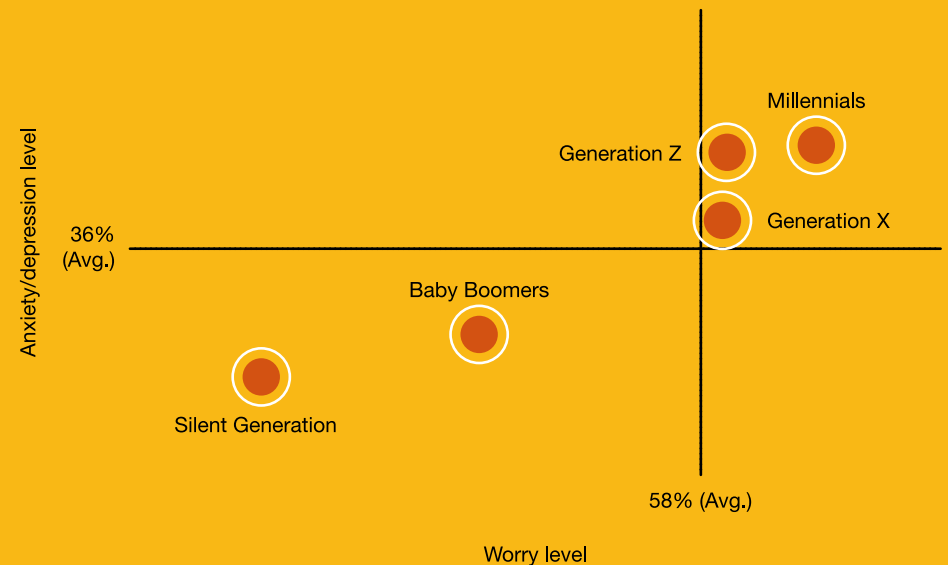 Millennials
Generation Z
Generation X
Anxiety/depression level
36%
(Avg.)
Baby Boomers
Silent Generation
58% (Avg.)
Worry level